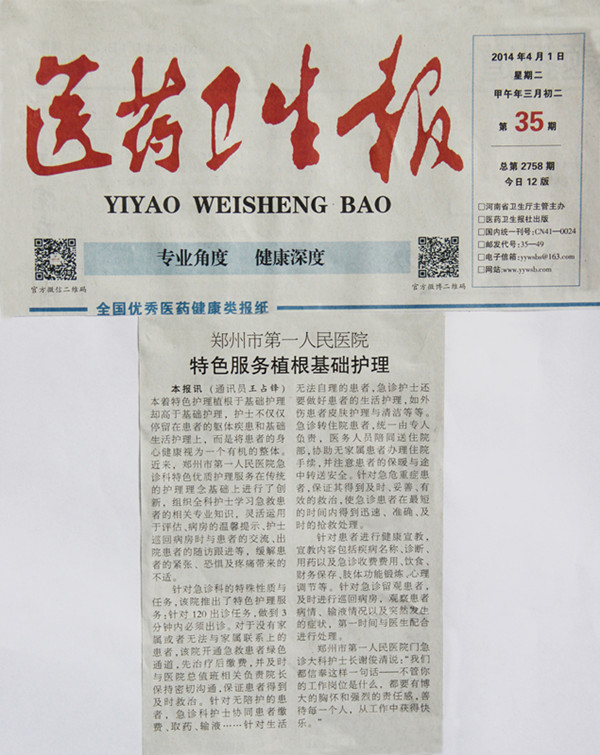 医药卫生报
YIYAO WEISHENG BAO
专业角度 健康深度
官方微信二维码
官方微博二维码
全国优秀医药健康类报纸
2014年4月1日
星期二
甲午年三月初二
第 35 期
总第 2758 期
今日 12 版
□河南省卫生厅主管主办
□医药卫生报社出版
□国内统一刊号:CN41—0024
□邮发代号:35—49
□电子信箱:yywsbs@163.com
□网站:www.yywsb.com
郑州市第一人民医院
特色服务植根基础护理
本报讯 (通讯员王占锋)
本着特色护理植根于基础护理
却高于基础护理,护士不仅仅
停留在患者的躯体疾患和基础
生活护理上,而是将患者的身
心健康视为一个有机的整体。
近来,郑州市第一人民医院急
诊科特色优质护理服务在传统
的护理理念基础上进行了创
新,组织全科护士学习急救患者
的相关专业知识,灵活运用
于评估、病房的温馨提示、护士
巡回病房时与患者的交流、出
院患者的随访跟进等,缓解患
者的紧张、恐惧及疼痛带来的
不适。
针对急诊科的特殊性质与
任务,该院推出了特色护理服
务:针对 120 出诊任务,做到 3
分钟内必须出诊。对于没有家
属或者无法与家属联系上的
患者,该院开通急救患者绿色
通道,先治疗后缴费,并及时
与医院总值班相关负责院长
保持密切沟通,保证患者得到
及时救治。针对无陪护的患
者,急诊科护士协同患者缴
费、取药、输液……针对生活
无法自理的患者,急诊护士还
要做好患者的生活护理,如外
伤患者皮肤护理与清洁等等。
急诊转住院患者,统一由专人
负责,医务人员陪同送住院
部,协助无家属患者办理住院
手续,并注意患者的保暖与途
中转送安全。针对急危重症患
者,保证其得到及时、妥善、有
效的救治,使急诊患者在最短
的时间内得到迅速、准确、及
时的抢救处理。
针对患者进行健康宣教,
宣教内容包括疾病名称、诊断、
用药以及急诊收费费用、饮食、
财务保存、肢体功能锻炼、心理
调节等。针对急诊留观患者,
及时进行巡回病房,观察患者
病情、输液情况以及突然发生
的症状,第一时间与医生配合
进行处理。
郑州市第一人民医院门急
诊大科护士长谢俊清说:“我们
都信奉这样一句话——不管你
的工作岗位是什么,都要有博
大的胸怀和强烈的责任感,善
待每一个人,从工作中获得快
乐。”